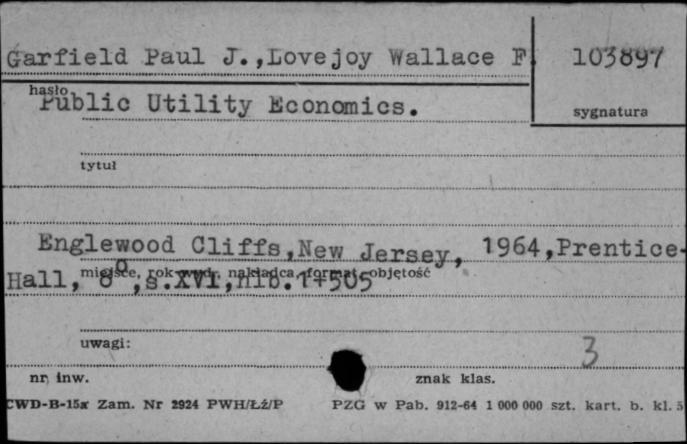 Garfield Paul J.,Lovejoy Wallace F. 103897
hasło
Public Utility Economics.
sygnatura
tytuł
Englewood Cliffs,New Jersey, 1964,Prentice-
miejsce, rok wyd., nakładca, format, objętość
Hall, 8º,s.XVI,nlb.1+505
uwagi:
3
nr. inw. znak klas.
CWD-B-15a Zam. Nr 2924 PWH/Łź/P PZG w Pab. 912-64 1 000 000 szt. kart. b. kl. 5